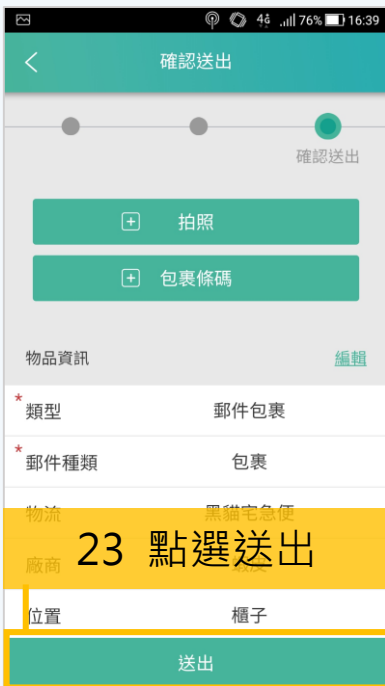 4G 76% 16:39
確認送出
確認送出
拍照
包裹條碼
物品資訊 編輯
*類型 郵件包裹
*郵件種類 包裹
物流 黑貓宅急便
23 點選送出
廠商
位置 櫃子
送出